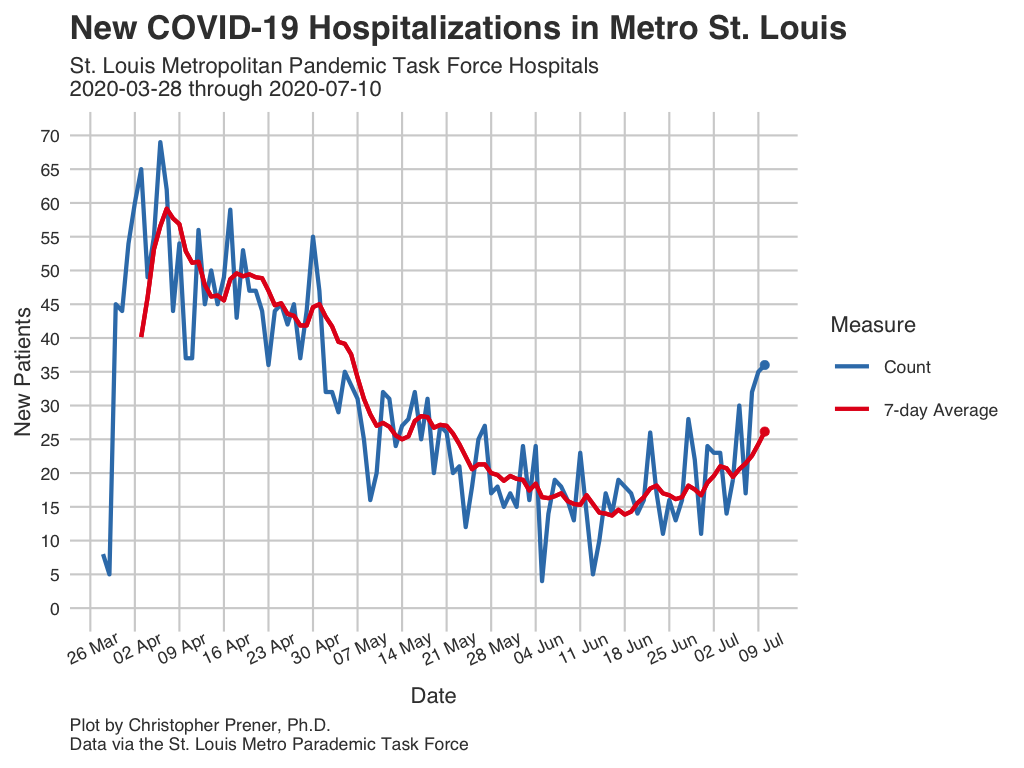 New COVID-19 Hospitalizations in Metro St. Louis
St. Louis Metropolitan Pandemic Task Force Hospitals
2020-03-28 through 2020-07-10
70
65
60
55
50
45
40
35
30
25
20
15
10
5
0
New Patients
26 Mar
02 Apr
09 Apr
16 Apr
23 Apr
30 Apr
07 May
14 May
21 May
28 May
04 Jun
11 Jun
18 Jun
25 Jun
02 Jul
09 Jul
Date
Measure
Count
7-day Average
Plot by Christopher Prener, Ph.D.
Data via the St. Louis Metro Parademic Task Force